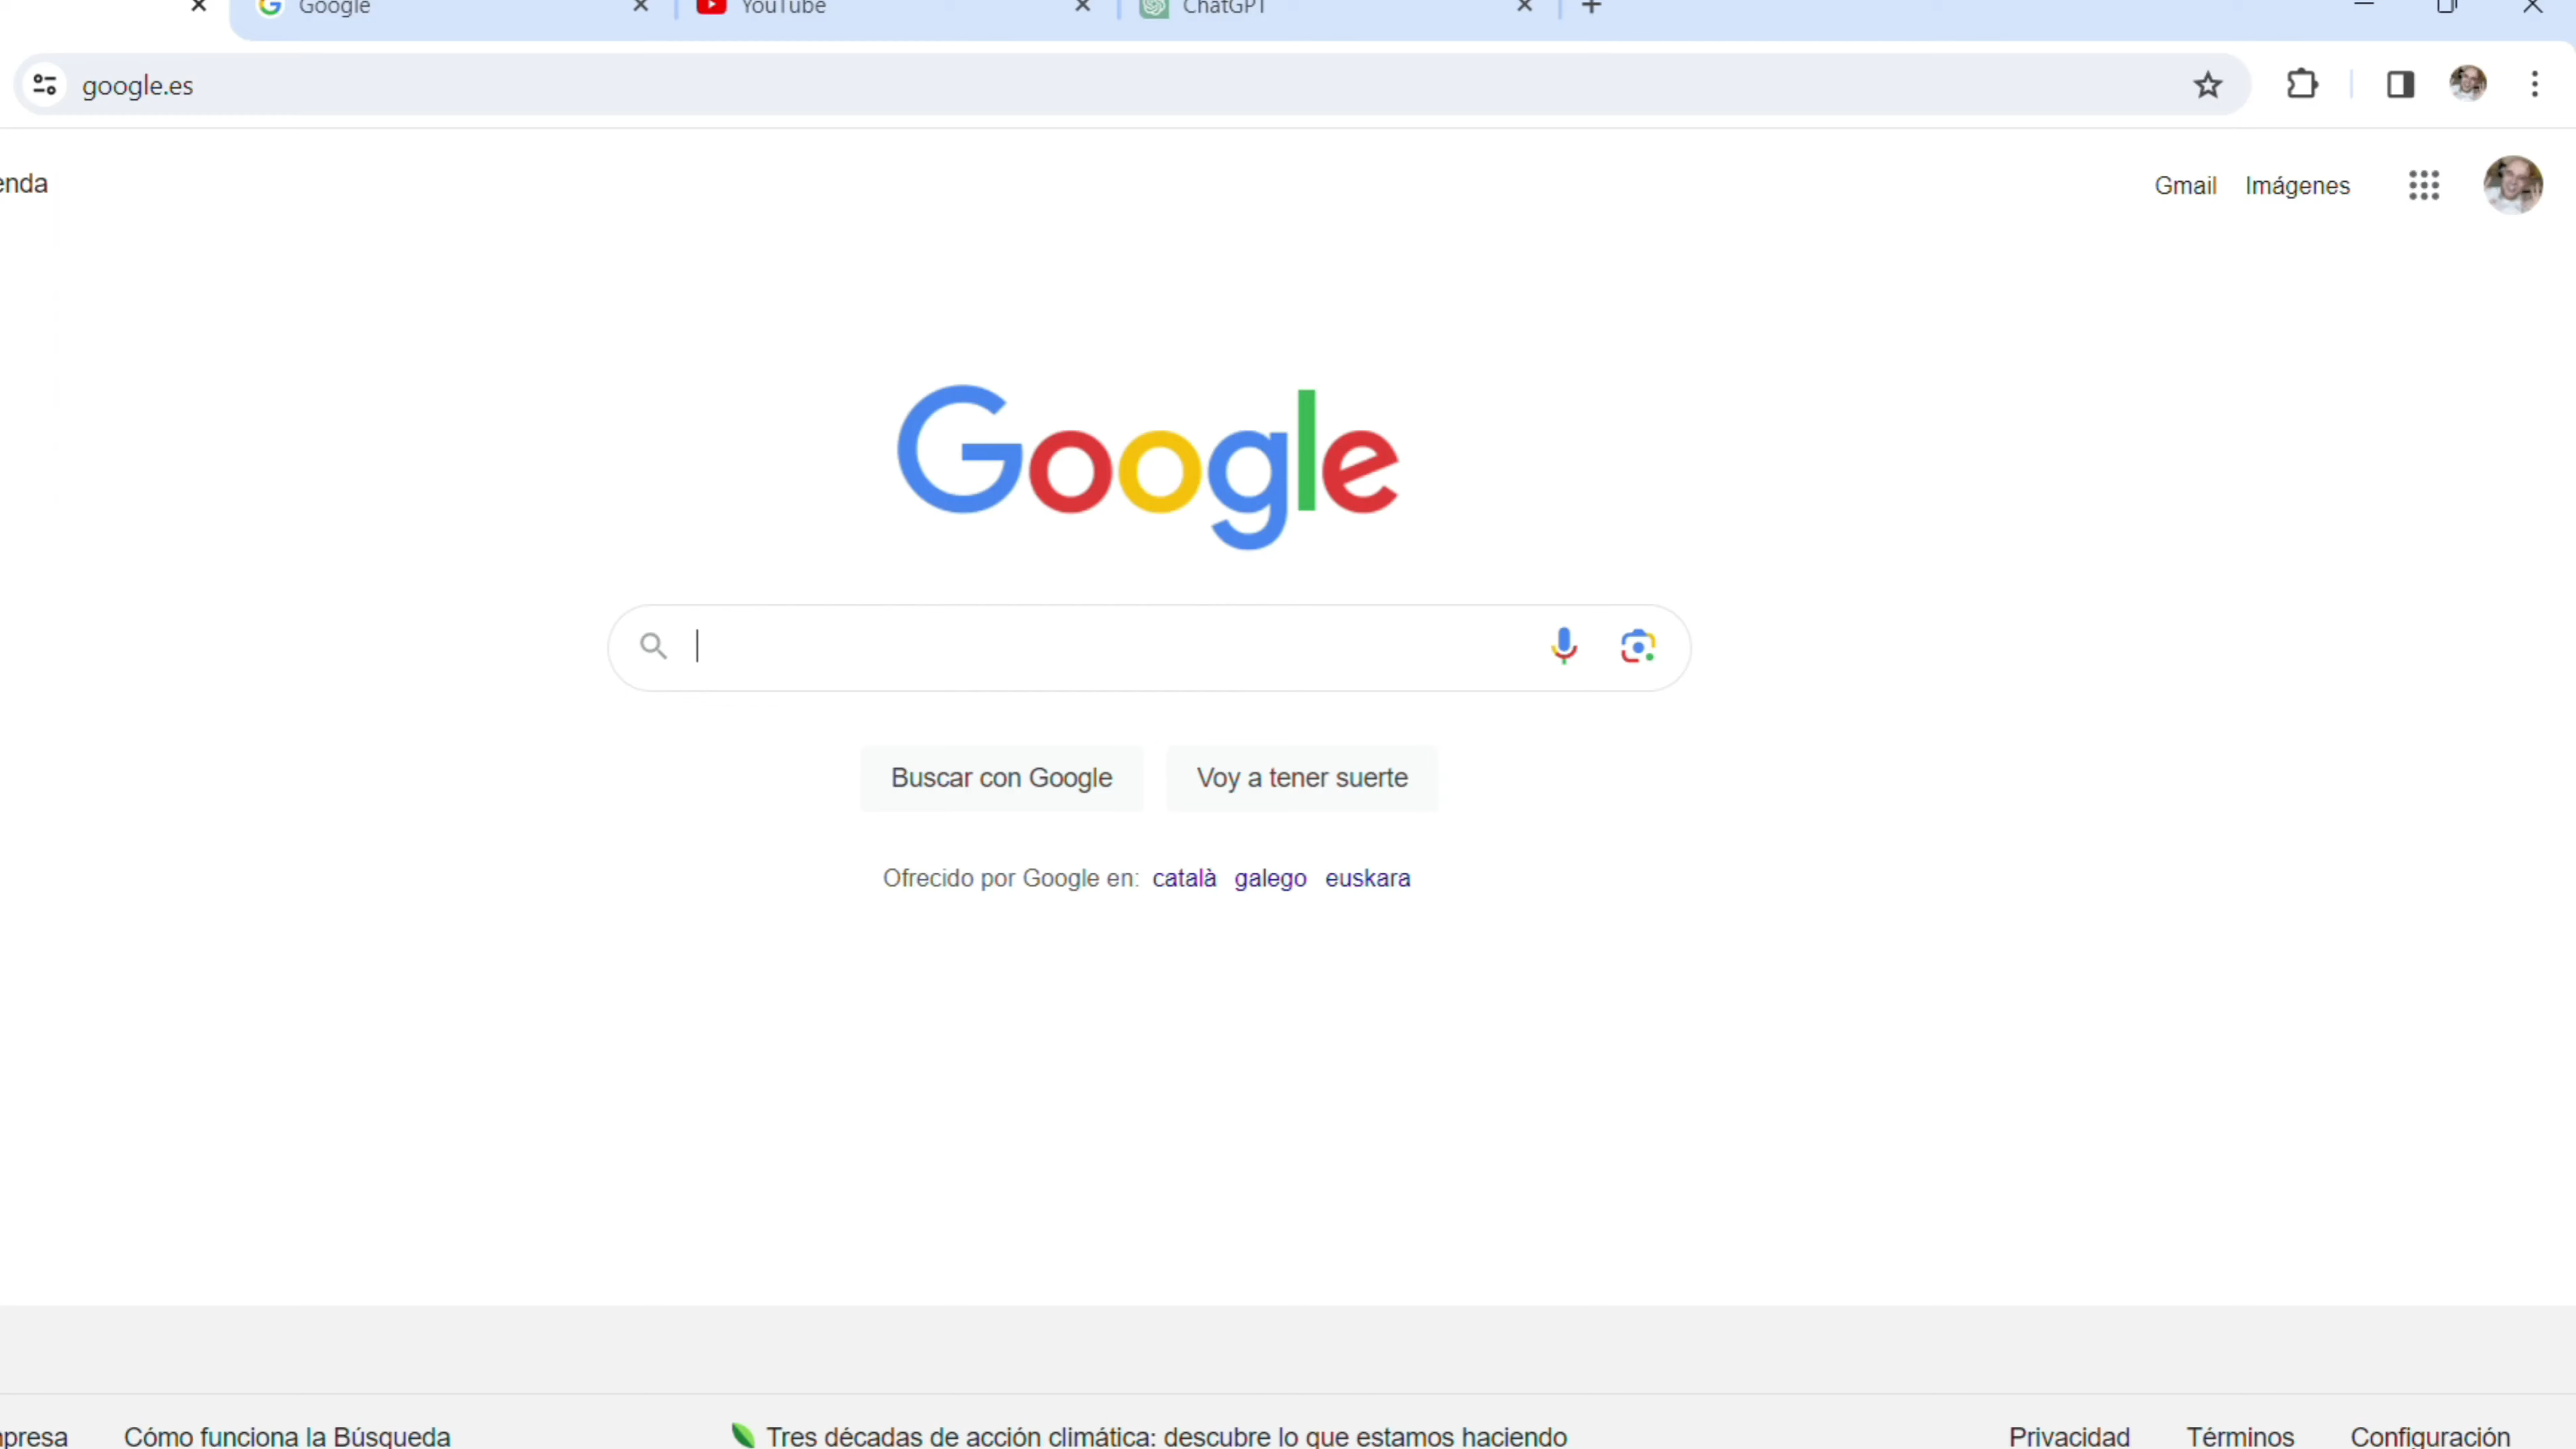 Google YouTube ChatGPT
google.es
enda Gmail Imágenes
Google
Buscar con Google Voy a tener suerte
Ofrecido por Google en: català galego euskara
presa Cómo funciona la Búsqueda Tres décadas de acción climática: descubre lo que estamos haciendo Privacidad Términos Configuración